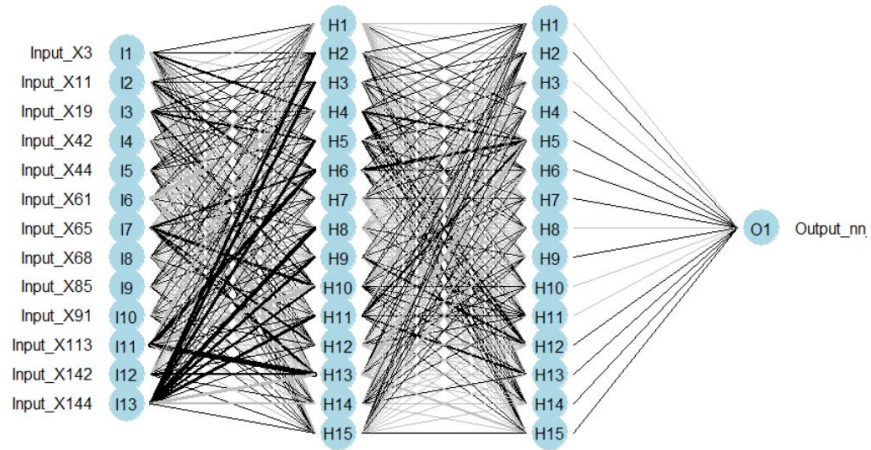 H1 H1
Input_X3 I1 H2 H2
Input_X11 I2 H3 H3
Input_X19 I3 H4 H4
Input_X42 I4 H5 H5
Input_X44 I5 H6 H6
Input_X61 I6 H7 H7
Input_X65 I7 H8 H8 O1 Output_nn_
Input_X68 I8 H9 H9
Input_X85 I9 H10 H10
Input_X91 I10 H11 H11
Input_X113 I11 H12 H12
Input_X142 I12 H13 H13
Input_X144 I13 H14 H14
H15 H15